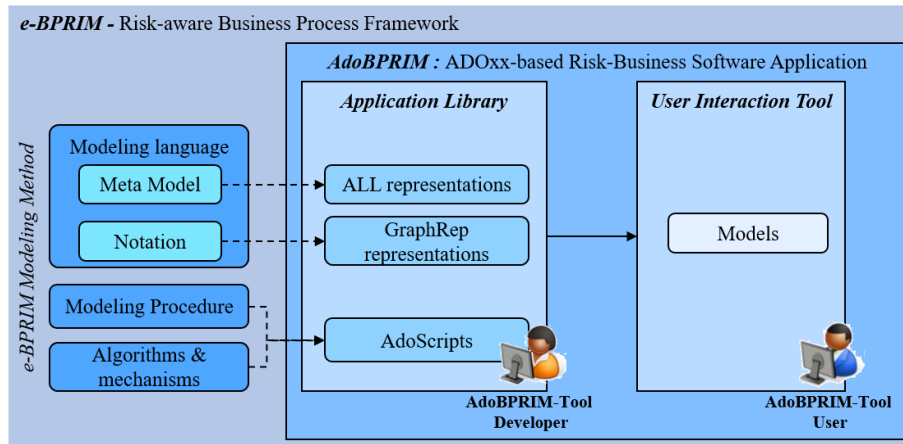 e-BPRIM - Risk-aware Business Process Framework
AdoBPRIM : ADOxx-based Risk-Business Software Application
e-BPRIM Modeling Method
Modeling language
Meta Model
Notation
Modeling Procedure
Algorithms &
mechanisms
Application Library
ALL representations
GraphRep
representations
AdoScripts
AdoBPRIM-Tool
Developer
User Interaction Tool
Models
AdoBPRIM-Tool
User